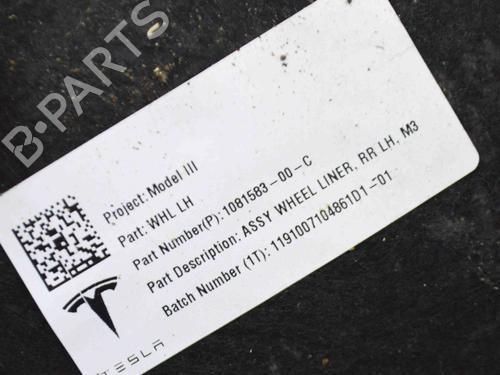 B-PARTS
Project: Model III
Part: WHL LH
Part Number(P): 1081583-00-C
Part Description: ASSY WHEEL LINER, RR LH, M3
Batch Number (1T): 1191007104861D1-01
TESLA